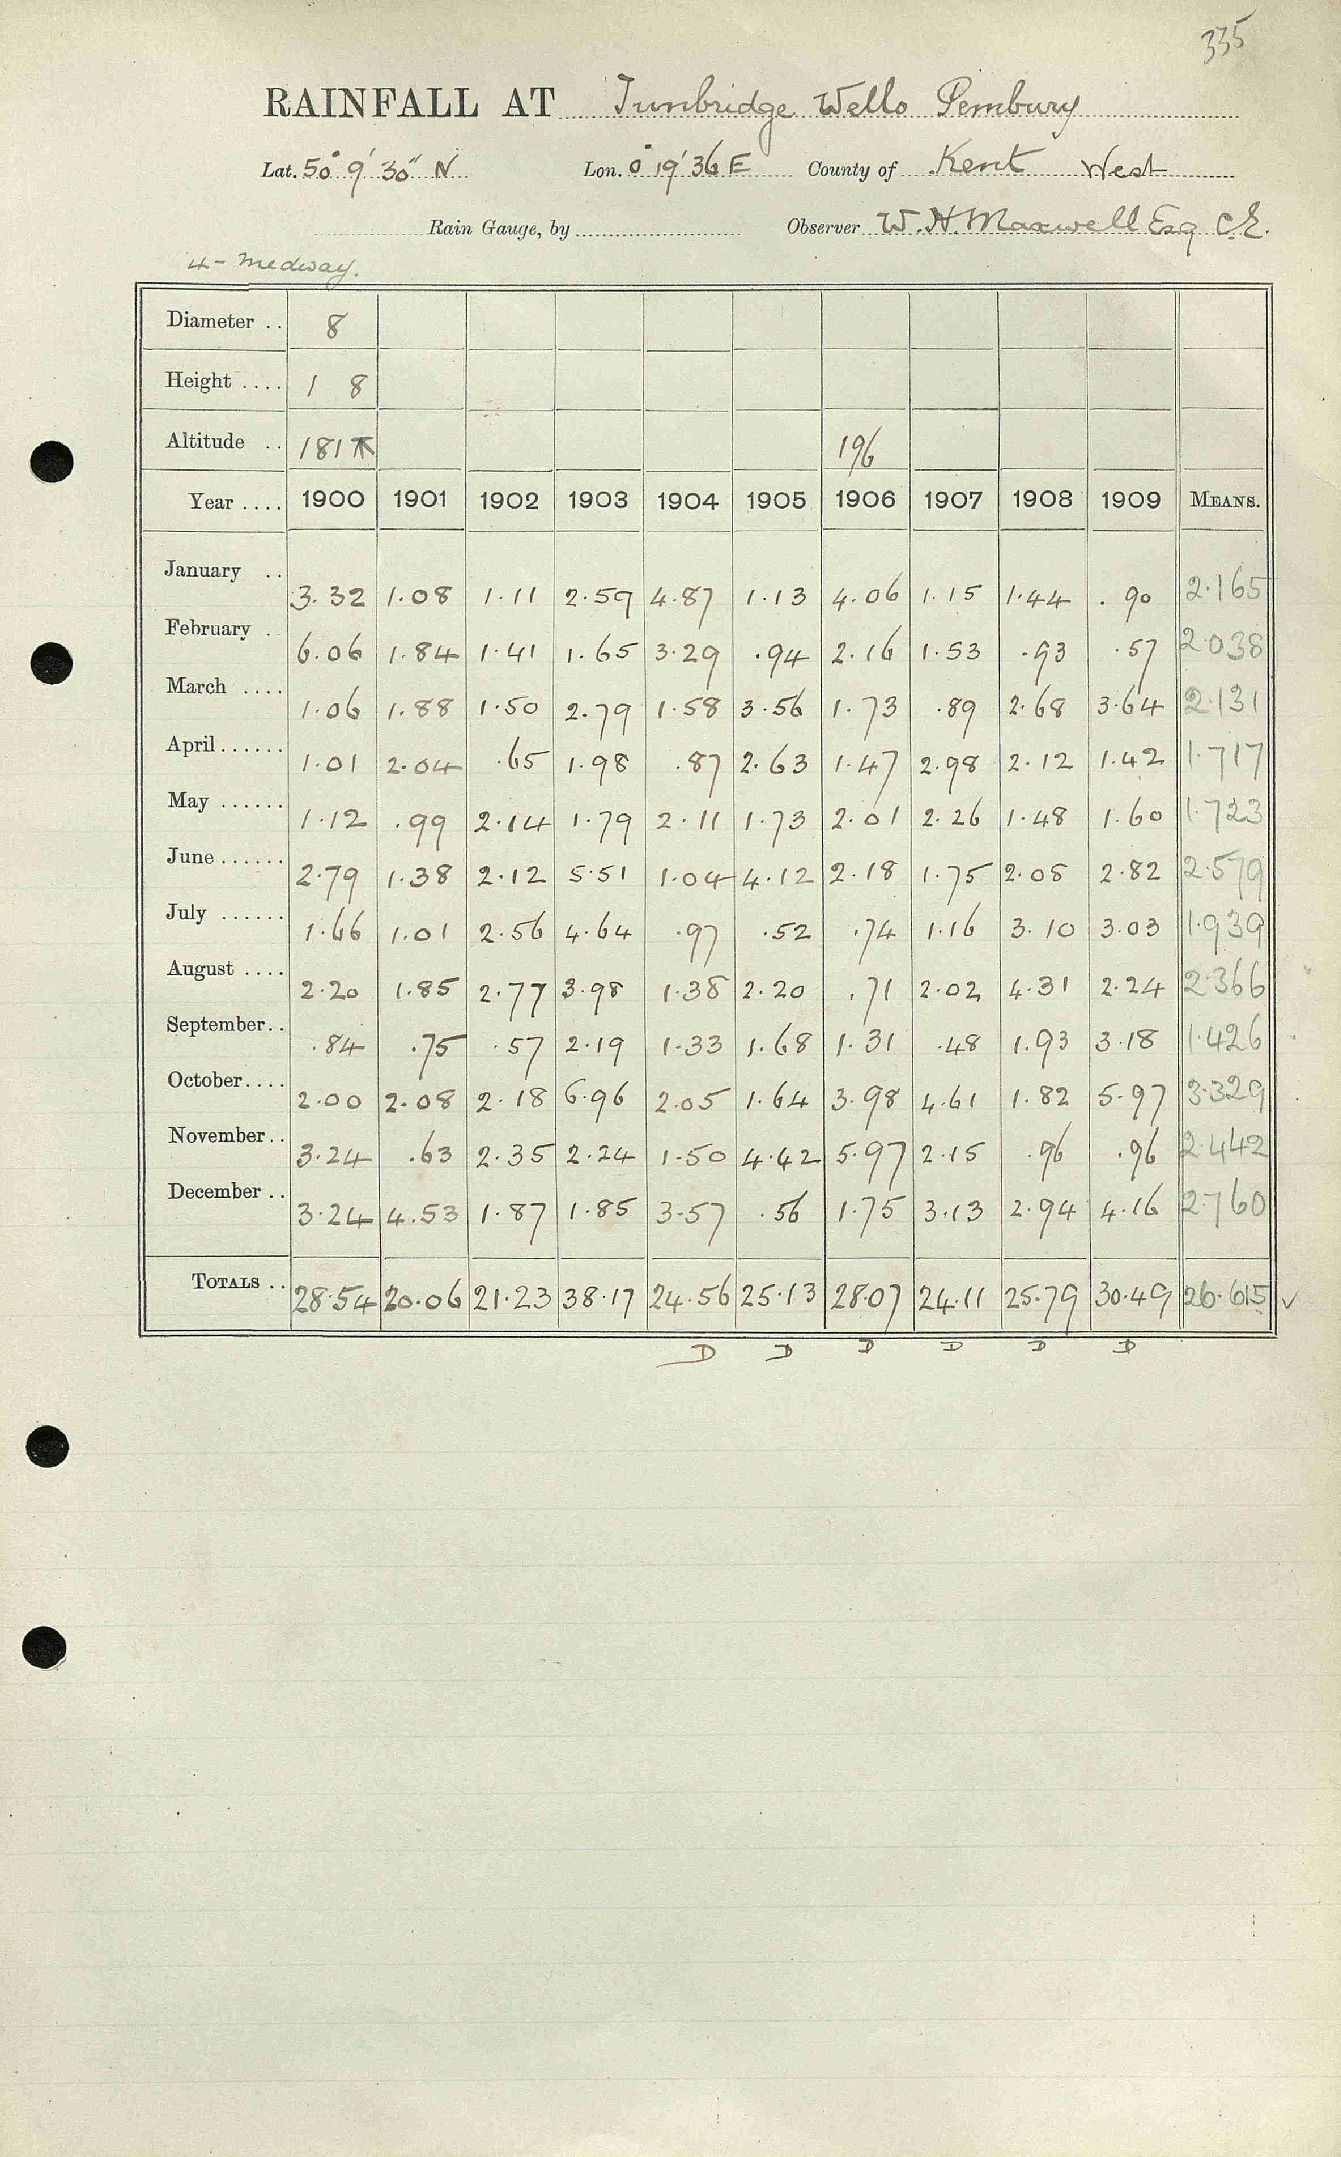 335
RAINFALL AT Tunbridge Wells Pembury
Lat. 50° 9' 30" N Lon. 0° 19' 36 E County of Kent West
Rain Gauge, by Observer W. H. Maxwell Esq C.E.
4- Medway.
Diameter .. 8
Height .... 1 8
Altitude .. 181 196
Year .... 1900 1901 1902 1903 1904 1905 1906 1907 1908 1909 MEANS.
January .. 3.32 1.08 1.11 2.59 4.87 1.13 4.06 1.15 1.44 .90 2.165
February . 6.06 1.84 1.41 1.65 3.29 .94 2.16 1.53 .93 .57 2.038
March .... 1.06 1.88 1.50 2.79 1.58 3.56 1.73 .89 2.68 3.64 2.131
April ...... 1.01 2.04 .65 1.98 .87 2.63 1.47 2.98 2.12 1.42 1.717
May ...... 1.12 .99 2.14 1.79 2.11 1.73 2.01 2.26 1.48 1.60 1.723
June ...... 2.79 1.38 2.12 5.51 1.04 4.12 2.18 1.75 2.08 2.82 2.579
July ...... 1.66 1.01 2.56 4.64 .97 .52 .74 1.16 3.10 3.03 1.939
August .... 2.20 1.85 2.77 3.98 1.38 2.20 .71 2.02 4.31 2.24 2.366
September.. .84 .75 .57 2.19 1.33 1.68 1.31 .48 1.93 3.18 1.426
October.... 2.00 2.08 2.18 6.96 2.05 1.64 3.98 4.61 1.82 5.97 3.329
November.. 3.24 .63 2.35 2.24 1.50 4.42 5.97 2.15 .96 .96 2.442
December .. 3.24 4.53 1.87 1.85 3.57 .56 1.75 3.13 2.94 4.16 2.760
TOTALS .. 28.54 20.06 21.23 38.17 24.56 25.13 28.07 24.11 25.79 30.49 26.615 ✓
D D D D D D